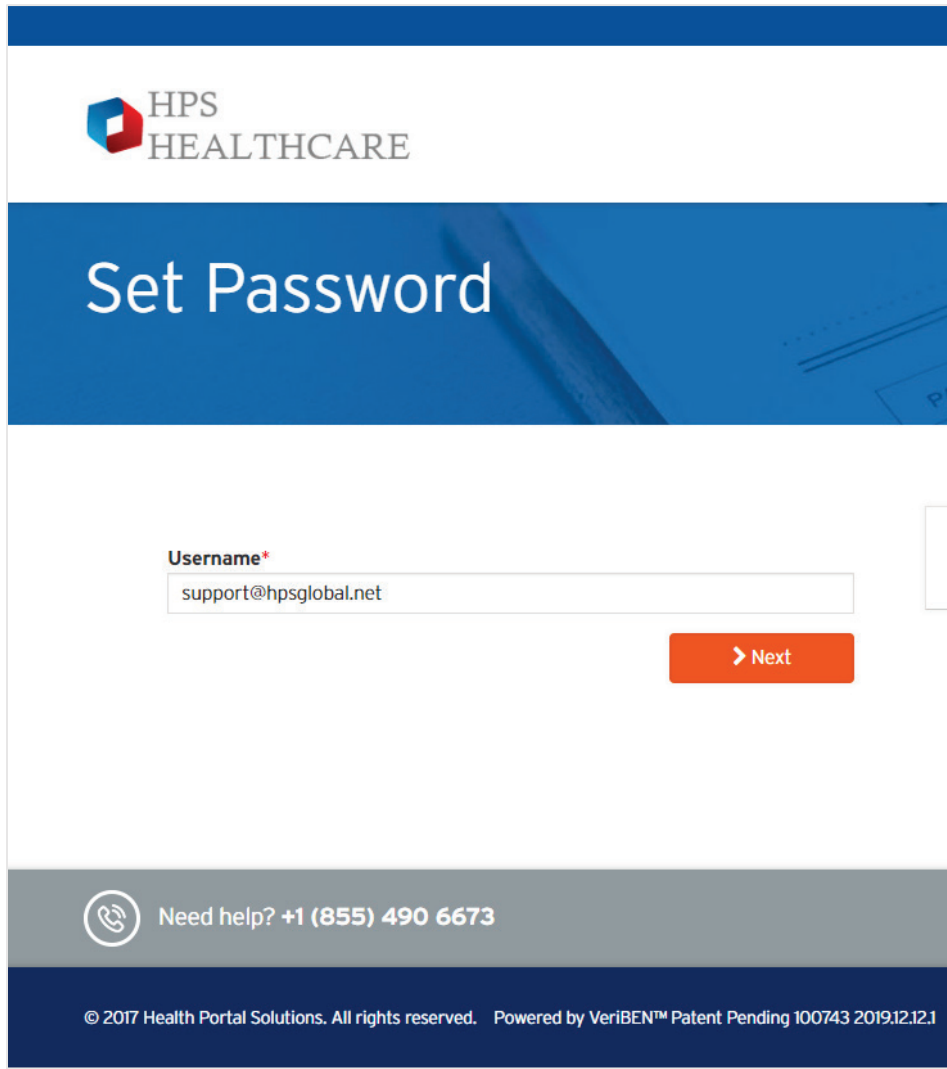 HPS
HEALTHCARE
Set Password
Username*
support@hpsglobal.net
Next
Need help? +1 (855) 490 6673
© 2017 Health Portal Solutions. All rights reserved. Powered by VeriBEN™ Patent Pending 100743 2019.12.12.1